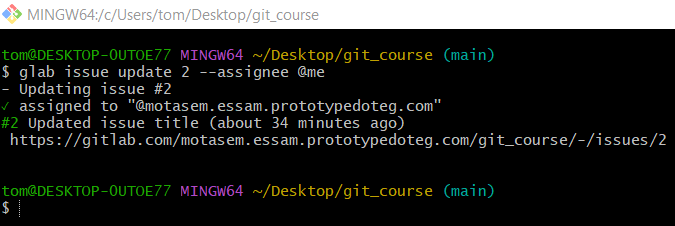 MINGW64:/c/Users/tom/Desktop/git_course
tom@DESKTOP-OUTOE77 MINGW64 ~/Desktop/git_course (main)
$ glab issue update 2 --assignee @me
- Updating issue #2
✓ assigned to "@motasem.essam.prototypedoteg.com"
#2 Updated issue title (about 34 minutes ago)
https://gitlab.com/motasem.essam.prototypedoteg.com/git_course/-/issues/2
tom@DESKTOP-OUTOE77 MINGW64 ~/Desktop/git_course (main)
$